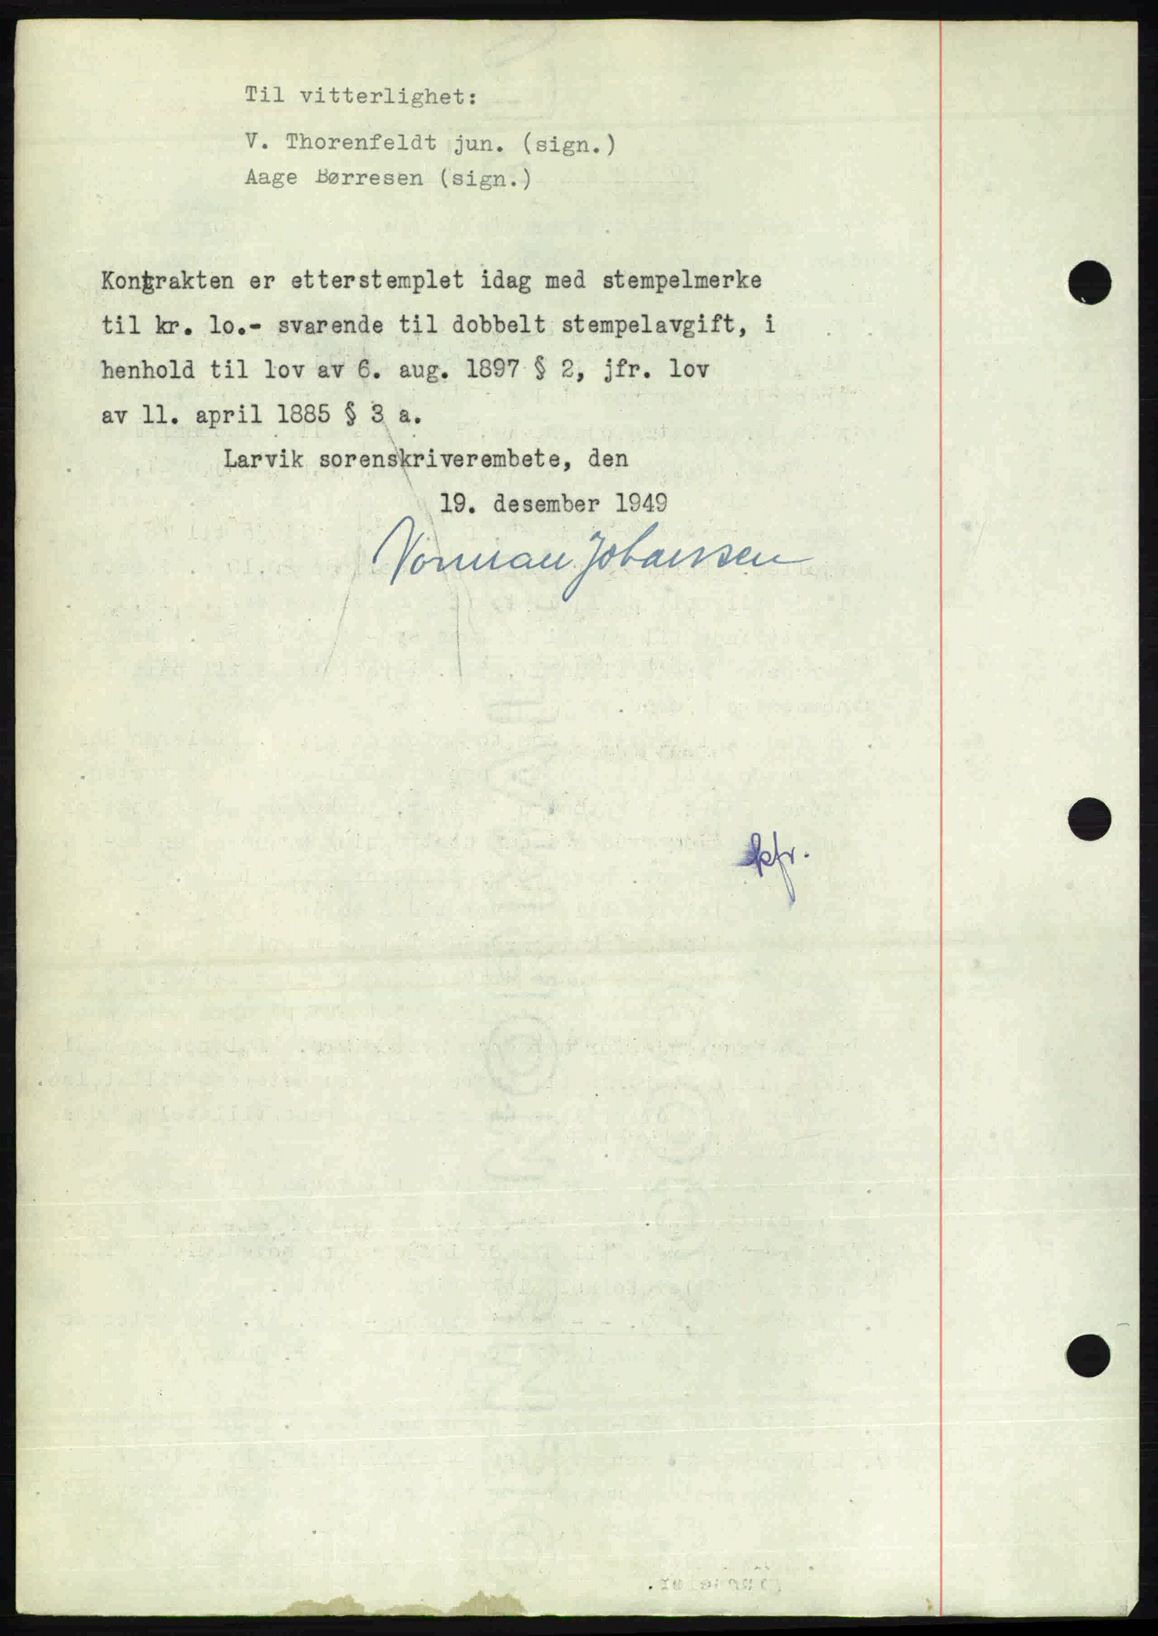 Til vitterlighet:
V. Thorenfeldt jun. (sign.)
Aage Børresen (sign.)
Kontrakten er etterstemplet idag med stempelmerke
til kr. lo.- svarende til dobbelt stempelavgift, i
henhold til lov av 6. aug. 1897 § 2, jfr. lov
av 11. april 1885 § 3 a.
Larvik sorenskriverembete, den
19. desember 1949
Norman Johansen
kfr.